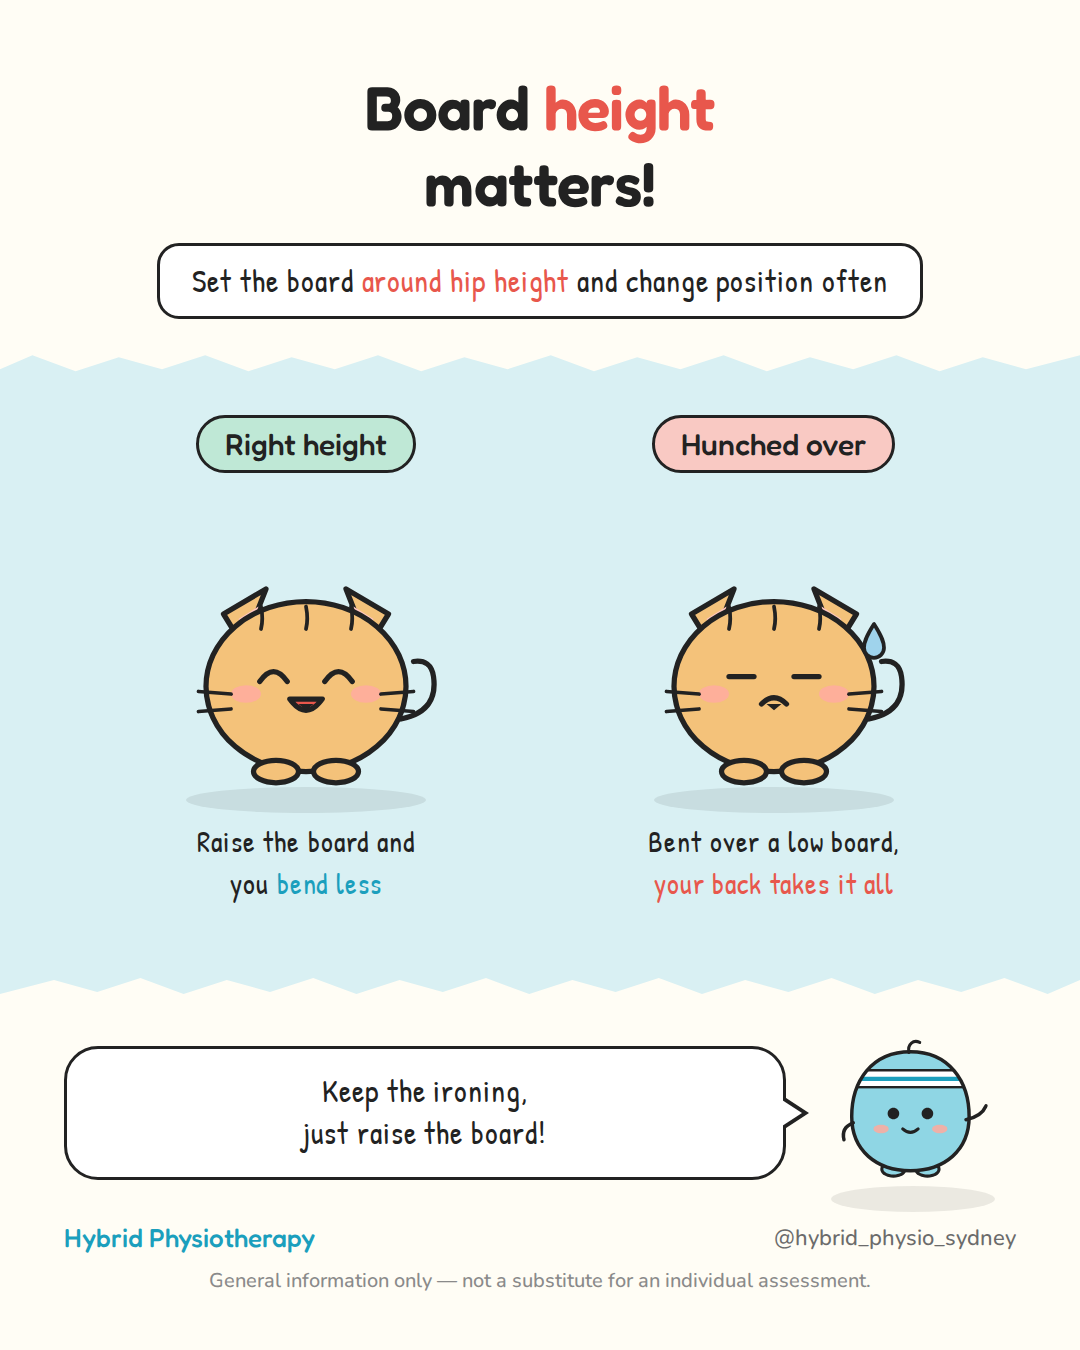 Board height
matters!
Set the board around hip height and change position often
Right height
Hunched over
Raise the board and
you bend less
Bent over a low board,
your back takes it all
Keep the ironing,
just raise the board!
Hybrid Physiotherapy
@hybrid_physio_sydney
General information only — not a substitute for an individual assessment.